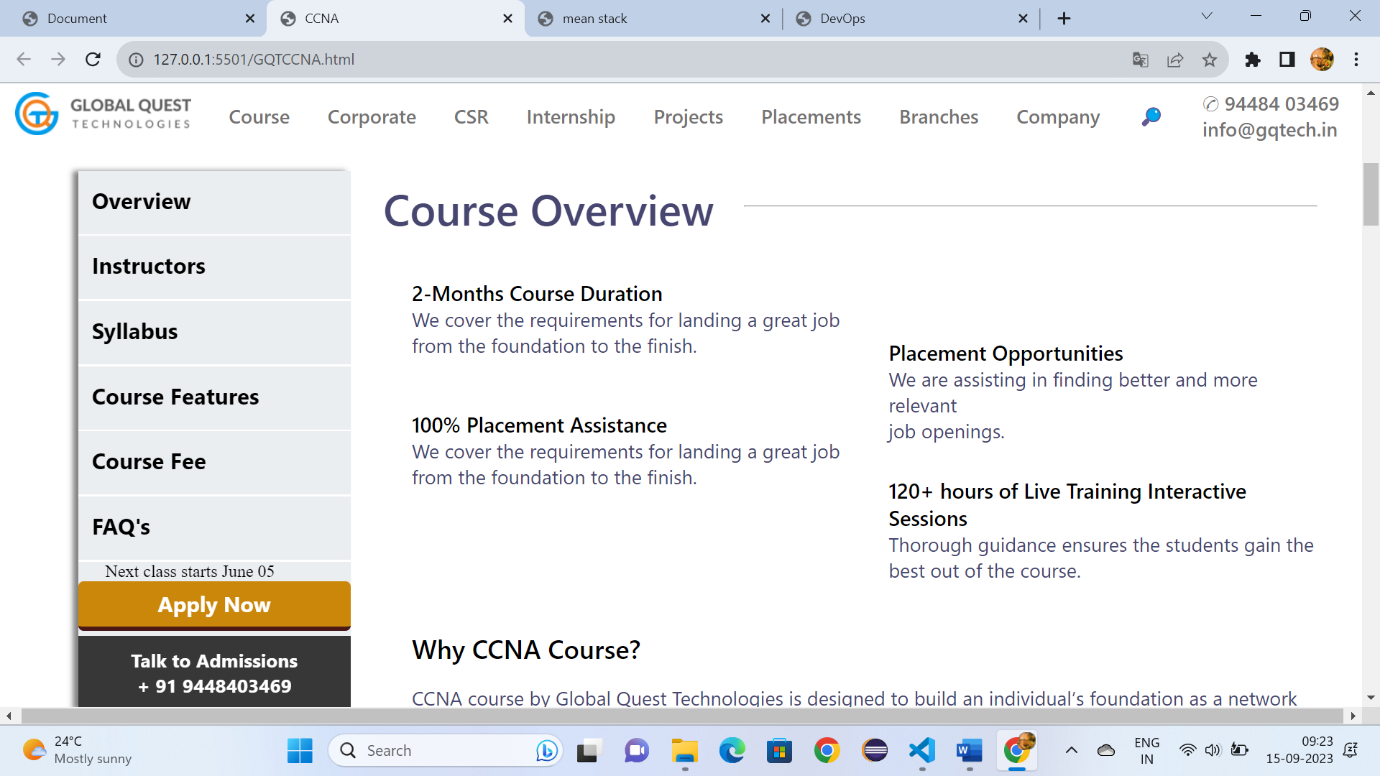 Document
CCNA
mean stack
DevOps
127.0.0.1:5501/GQTCCNA.html
GLOBAL QUEST
TECHNOLOGIES
Course Corporate CSR Internship Projects Placements Branches Company
✆ 94484 03469
info@gqtech.in
Overview
Instructors
Syllabus
Course Features
Course Fee
FAQ's
Next class starts June 05
Apply Now
Talk to Admissions
+ 91 9448403469
Course Overview
2-Months Course Duration
We cover the requirements for landing a great job
from the foundation to the finish.
100% Placement Assistance
We cover the requirements for landing a great job
from the foundation to the finish.
Placement Opportunities
We are assisting in finding better and more
relevant
job openings.
120+ hours of Live Training Interactive
Sessions
Thorough guidance ensures the students gain the
best out of the course.
Why CCNA Course?
CCNA course by Global Quest Technologies is designed to build an individual’s foundation as a network
24°C
Mostly sunny
Search
ENG
IN
09:23
15-09-2023